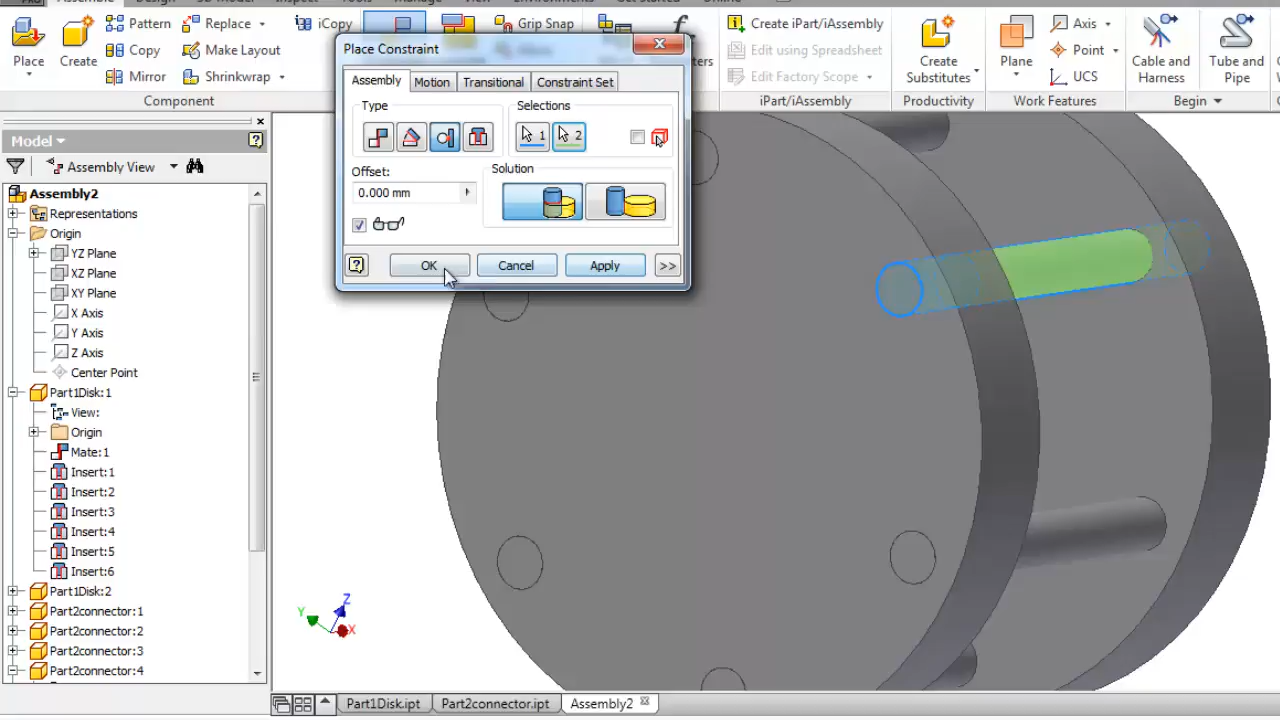 Assemble
Design
3D Model
Inspect
Tools
View
Environments
Get Started
Online
PRO
Place
Create
Pattern
Copy
Mirror
Replace
Make Layout
Shrinkwrap
Component
iCopy
Grip Snap
Create iPart/iAssembly
Edit using Spreadsheet
Edit Factory Scope
iPart/iAssembly
Create
Substitutes
Productivity
Plane
Axis
Point
UCS
Work Features
Cable and
Harness
Tube and
Pipe
Begin
Place Constraint
Assembly
Motion
Transitional
Constraint Set
Type
Selections
1
2
Offset:
0.000 mm
Solution
OK
Cancel
Apply
>>
Model
Assembly View
Assembly2
Representations
Origin
YZ Plane
XZ Plane
XY Plane
X Axis
Y Axis
Z Axis
Center Point
Part1Disk:1
View:
Origin
Mate:1
Insert:1
Insert:2
Insert:3
Insert:4
Insert:5
Insert:6
Part1Disk:2
Part2connector:1
Part2connector:2
Part2connector:3
Part2connector:4
Z
Y
X
Part1Disk.ipt
Part2connector.ipt
Assembly2